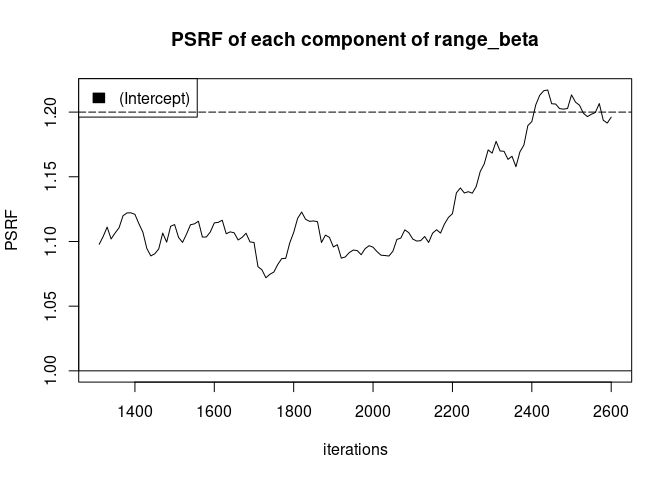 PSRF of each component of range_beta
(Intercept)
PSRF
1.20
1.15
1.10
1.05
1.00
1400 1600 1800 2000 2200 2400 2600
iterations